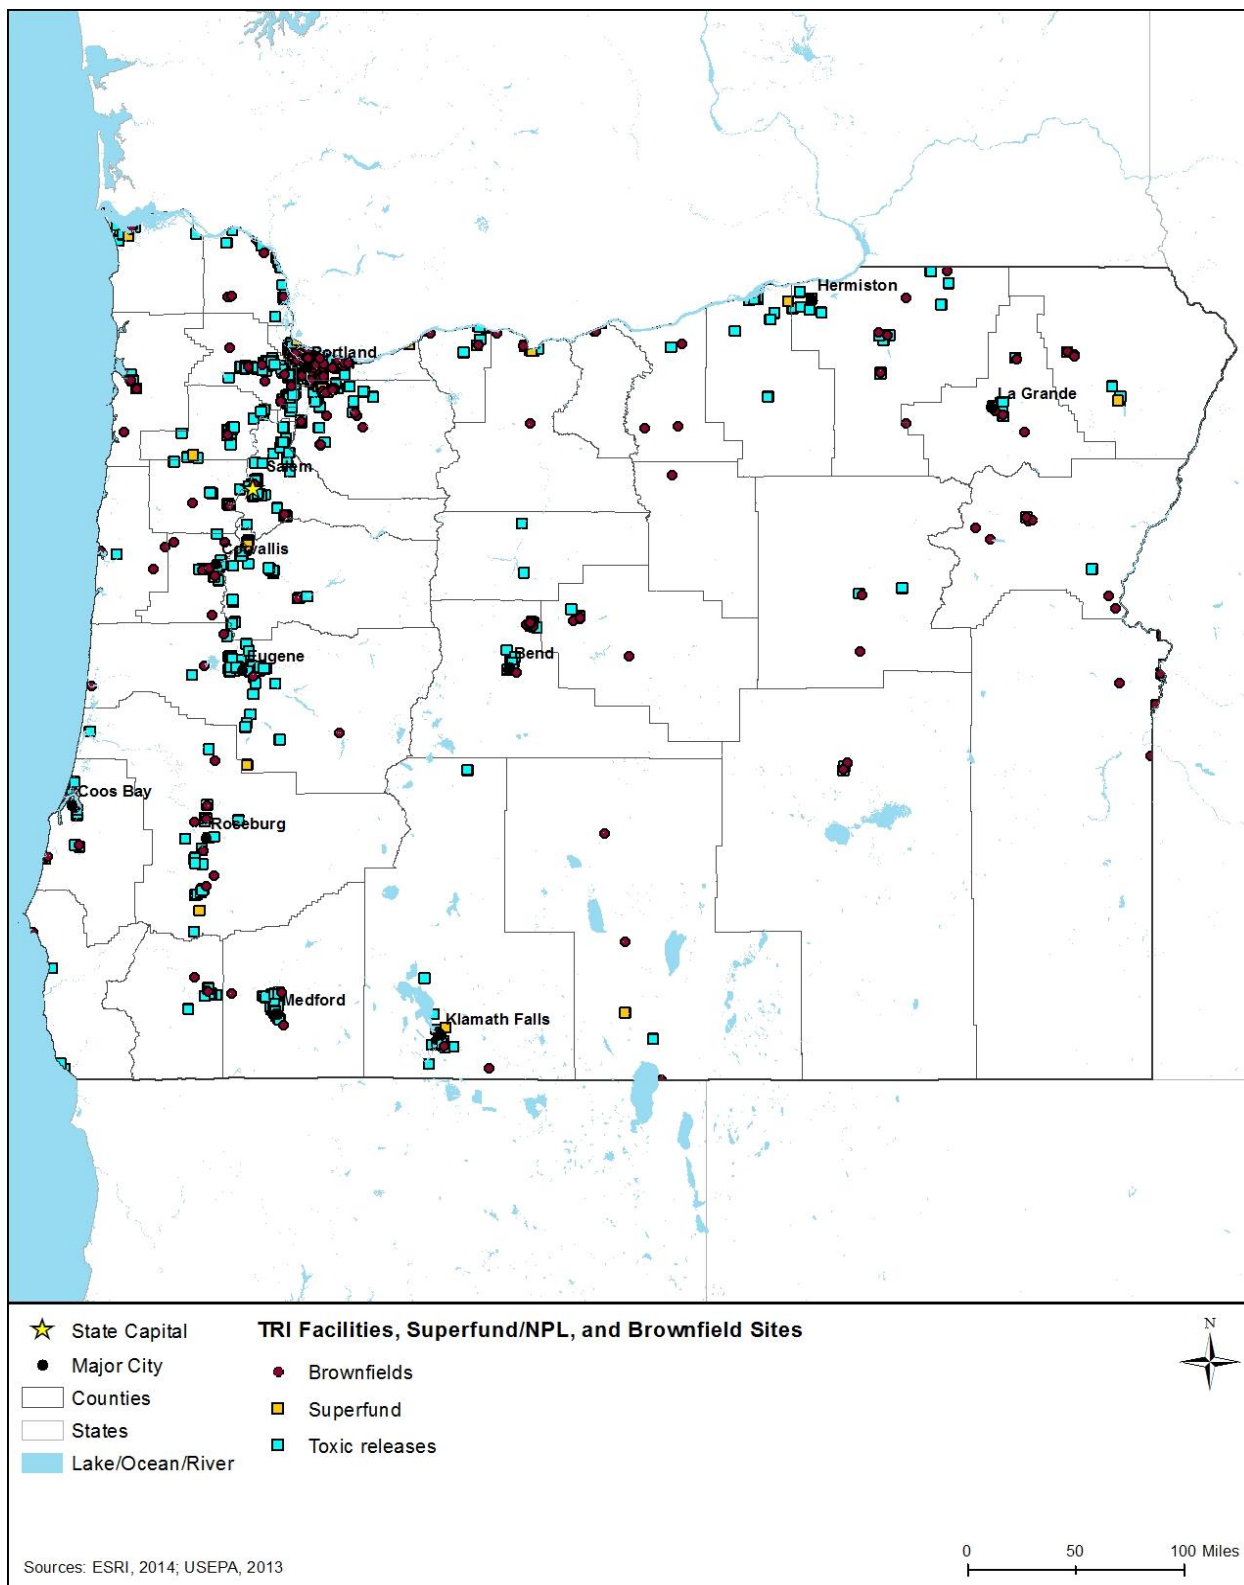 Hermiston
Portland
La Grande
Salem
Corvallis
Bend
Eugene
Coos Bay
Roseburg
Medford
Klamath Falls
State Capital
Major City
Counties
States
Lake/Ocean/River
TRI Facilities, Superfund/NPL, and Brownfield Sites
Brownfields
Superfund
Toxic releases
N
Sources: ESRI, 2014; USEPA, 2013
0 50 100 Miles